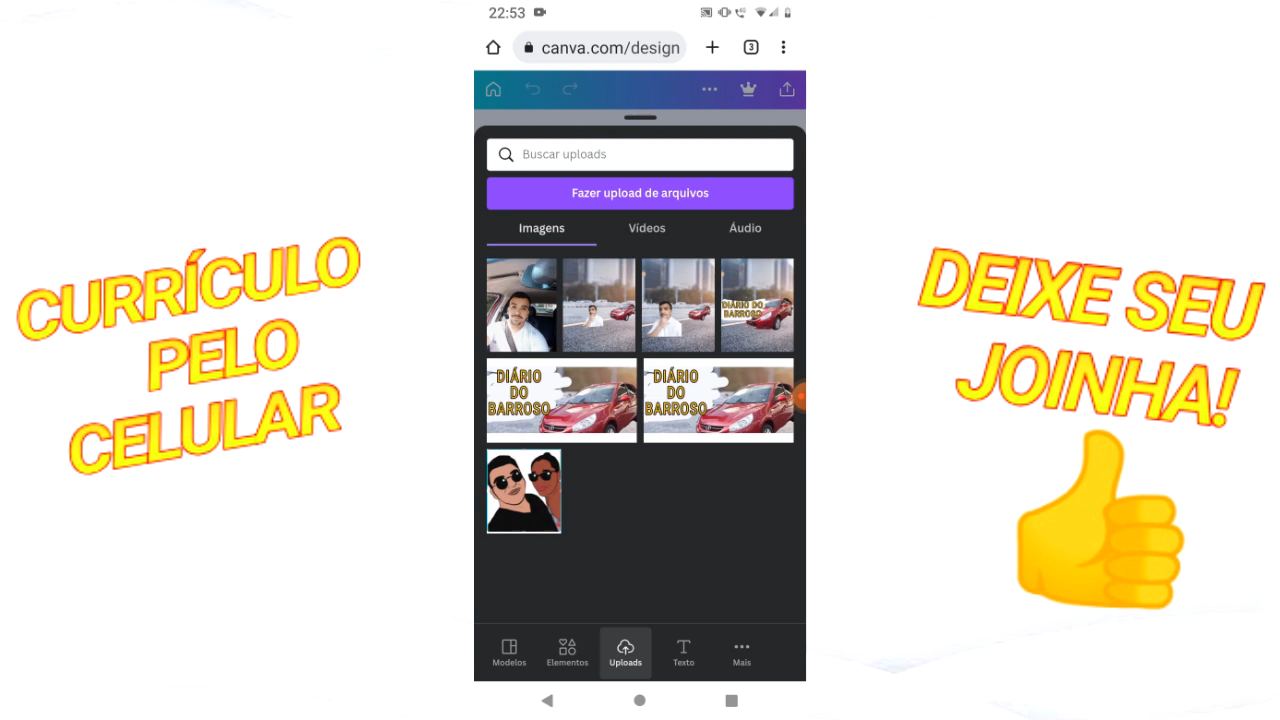 22:53
canva.com/design
3
Buscar uploads
Fazer upload de arquivos
Imagens
Vídeos
Áudio
DIÁRIO DO
BARROSO
DIÁRIO
DO
BARROSO
DIÁRIO
DO
BARROSO
Modelos
Elementos
Uploads
Texto
Mais
CURRÍCULO
PELO
CELULAR
DEIXE SEU
JOINHA!